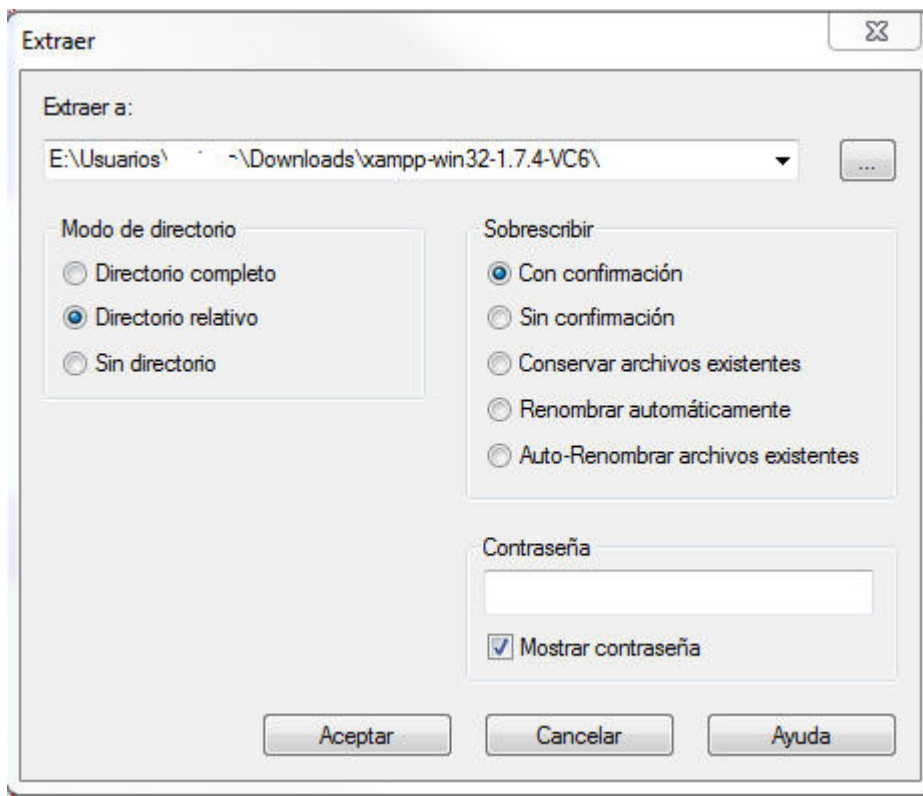 Extraer
Extraer a:
E:\Usuarios\ \Downloads\xampp-win32-1.7.4-VC6\
...
Modo de directorio
Directorio completo
Directorio relativo
Sin directorio
Sobrescribir
Con confirmación
Sin confirmación
Conservar archivos existentes
Renombrar automáticamente
Auto-Renombrar archivos existentes
Contraseña
Mostrar contraseña
Aceptar
Cancelar
Ayuda